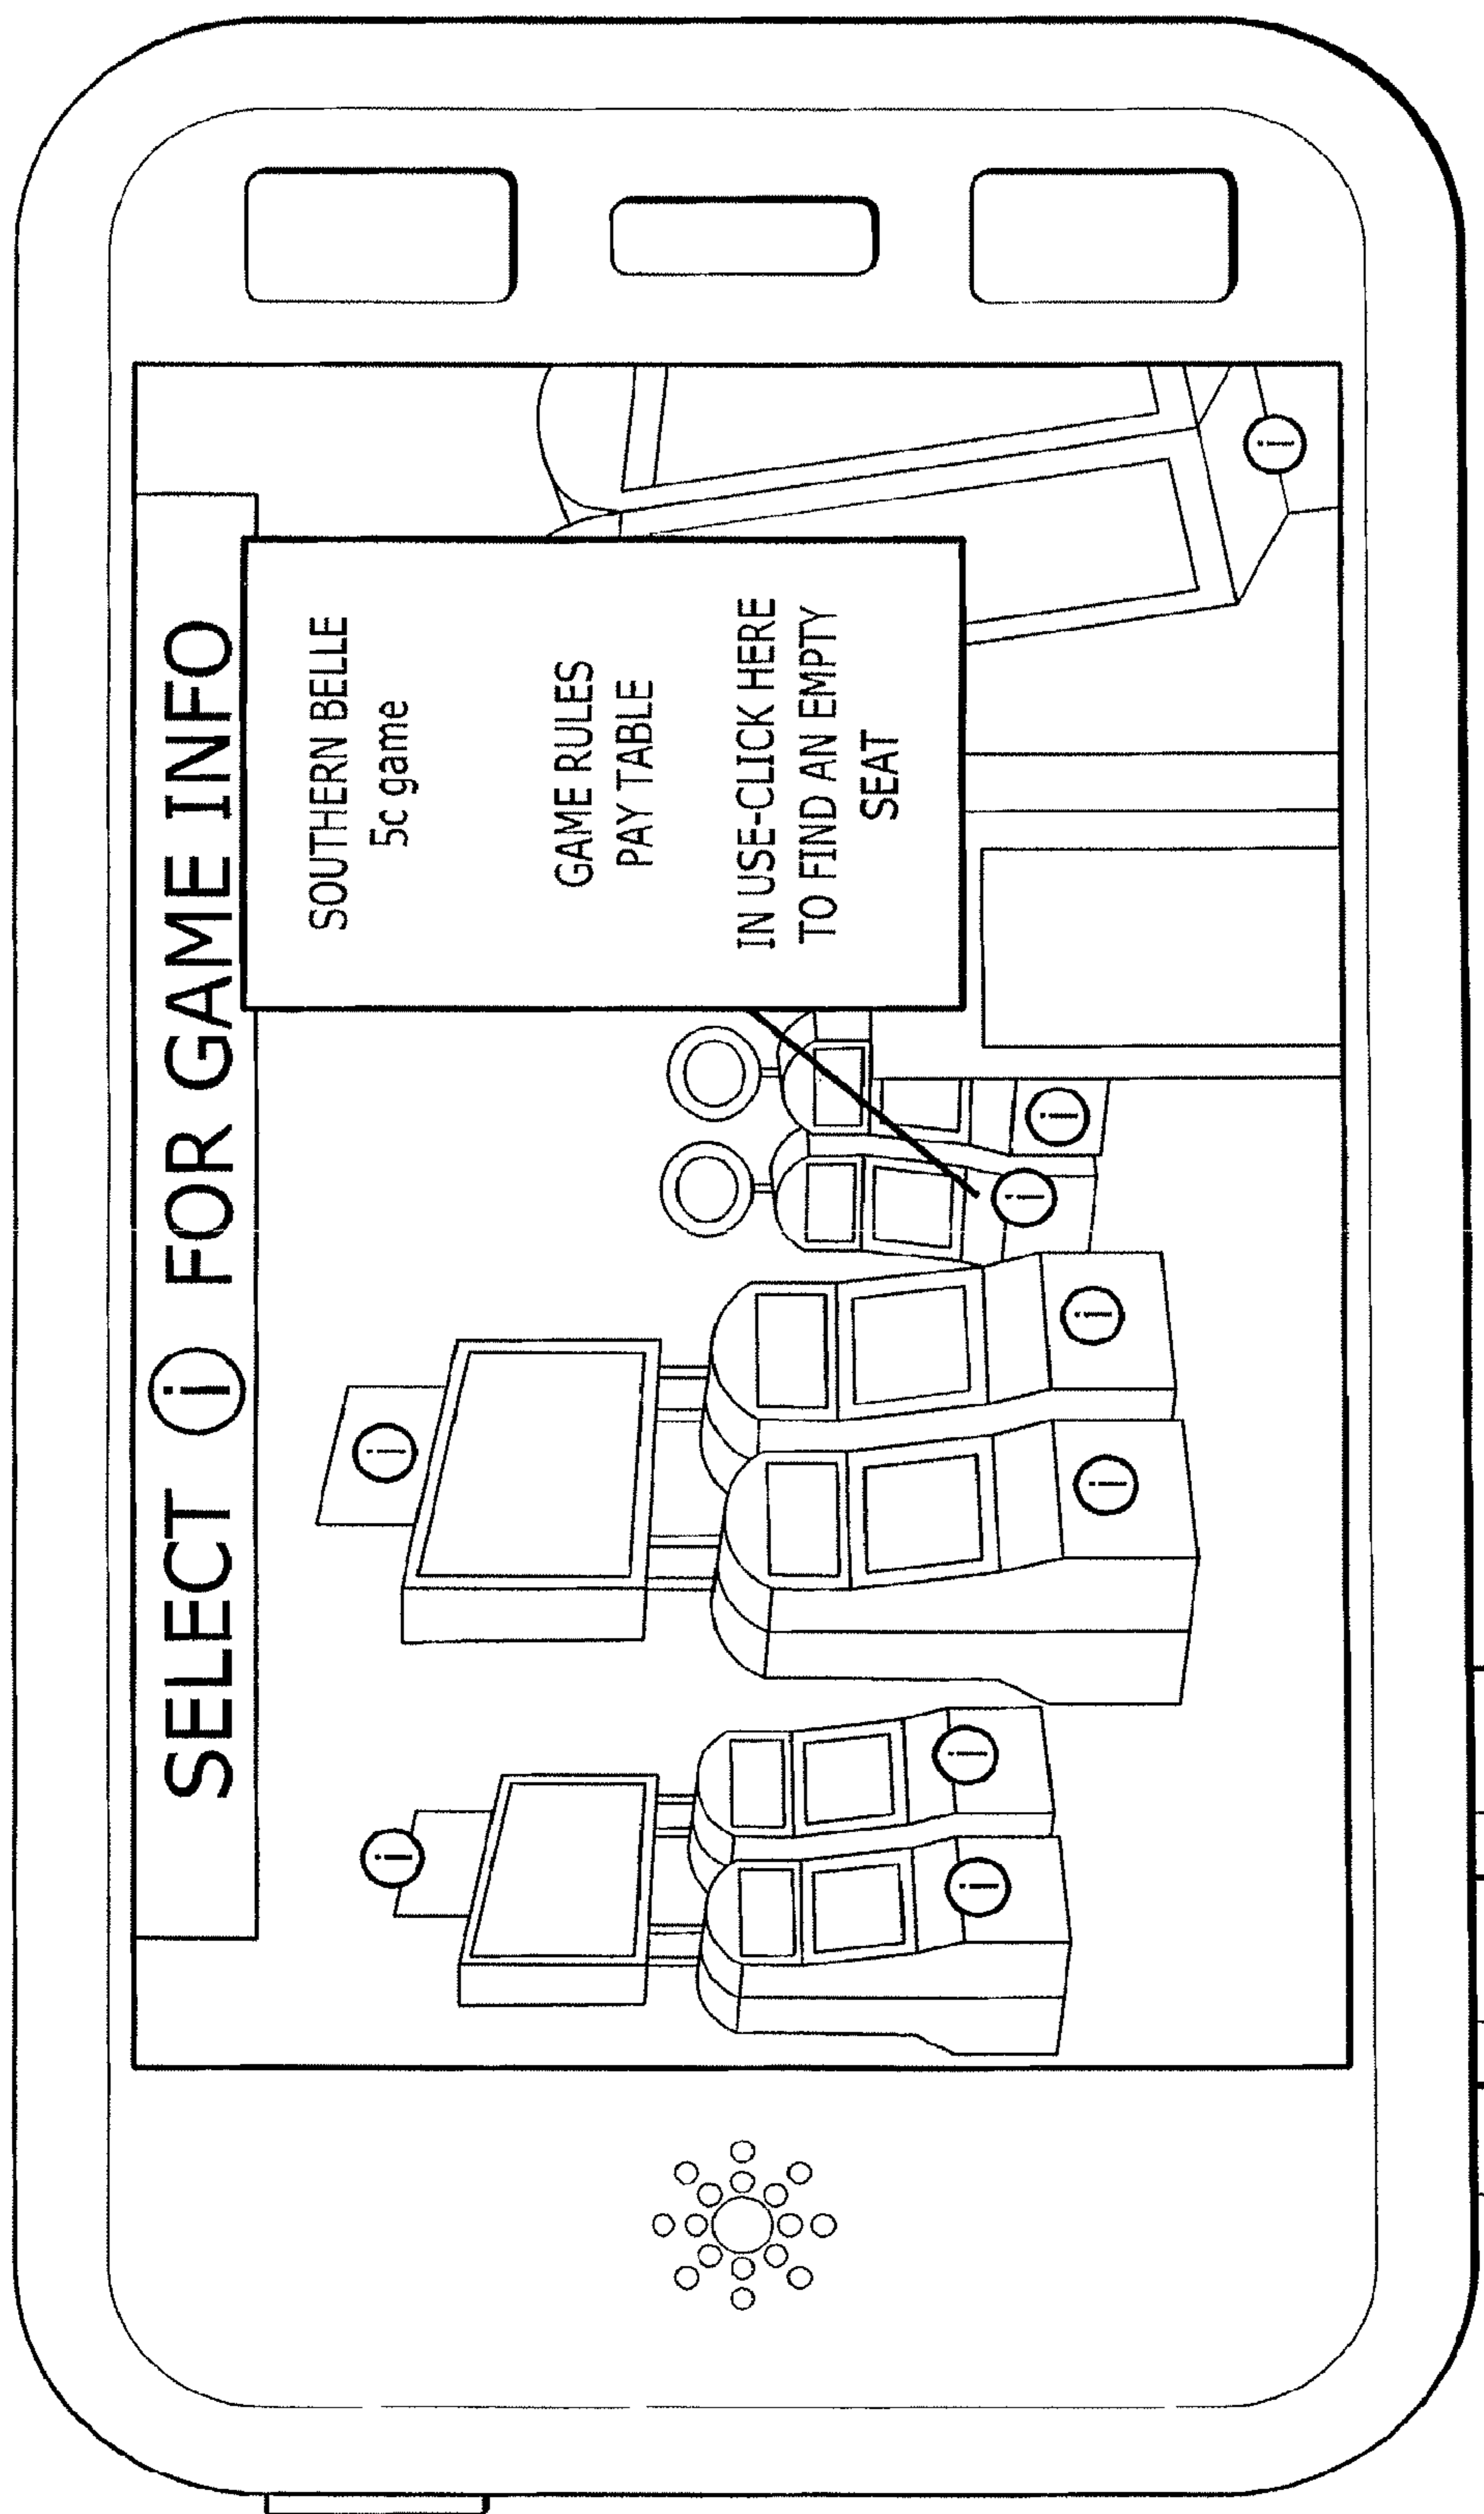 SELECT i FOR GAME INFO
SOUTHERN BELLE
5c game
GAME RULES
PAY TABLE
IN USE-CLICK HERE
TO FIND AN EMPTY
SEAT
i
i
i
i
i
i
i
i
i